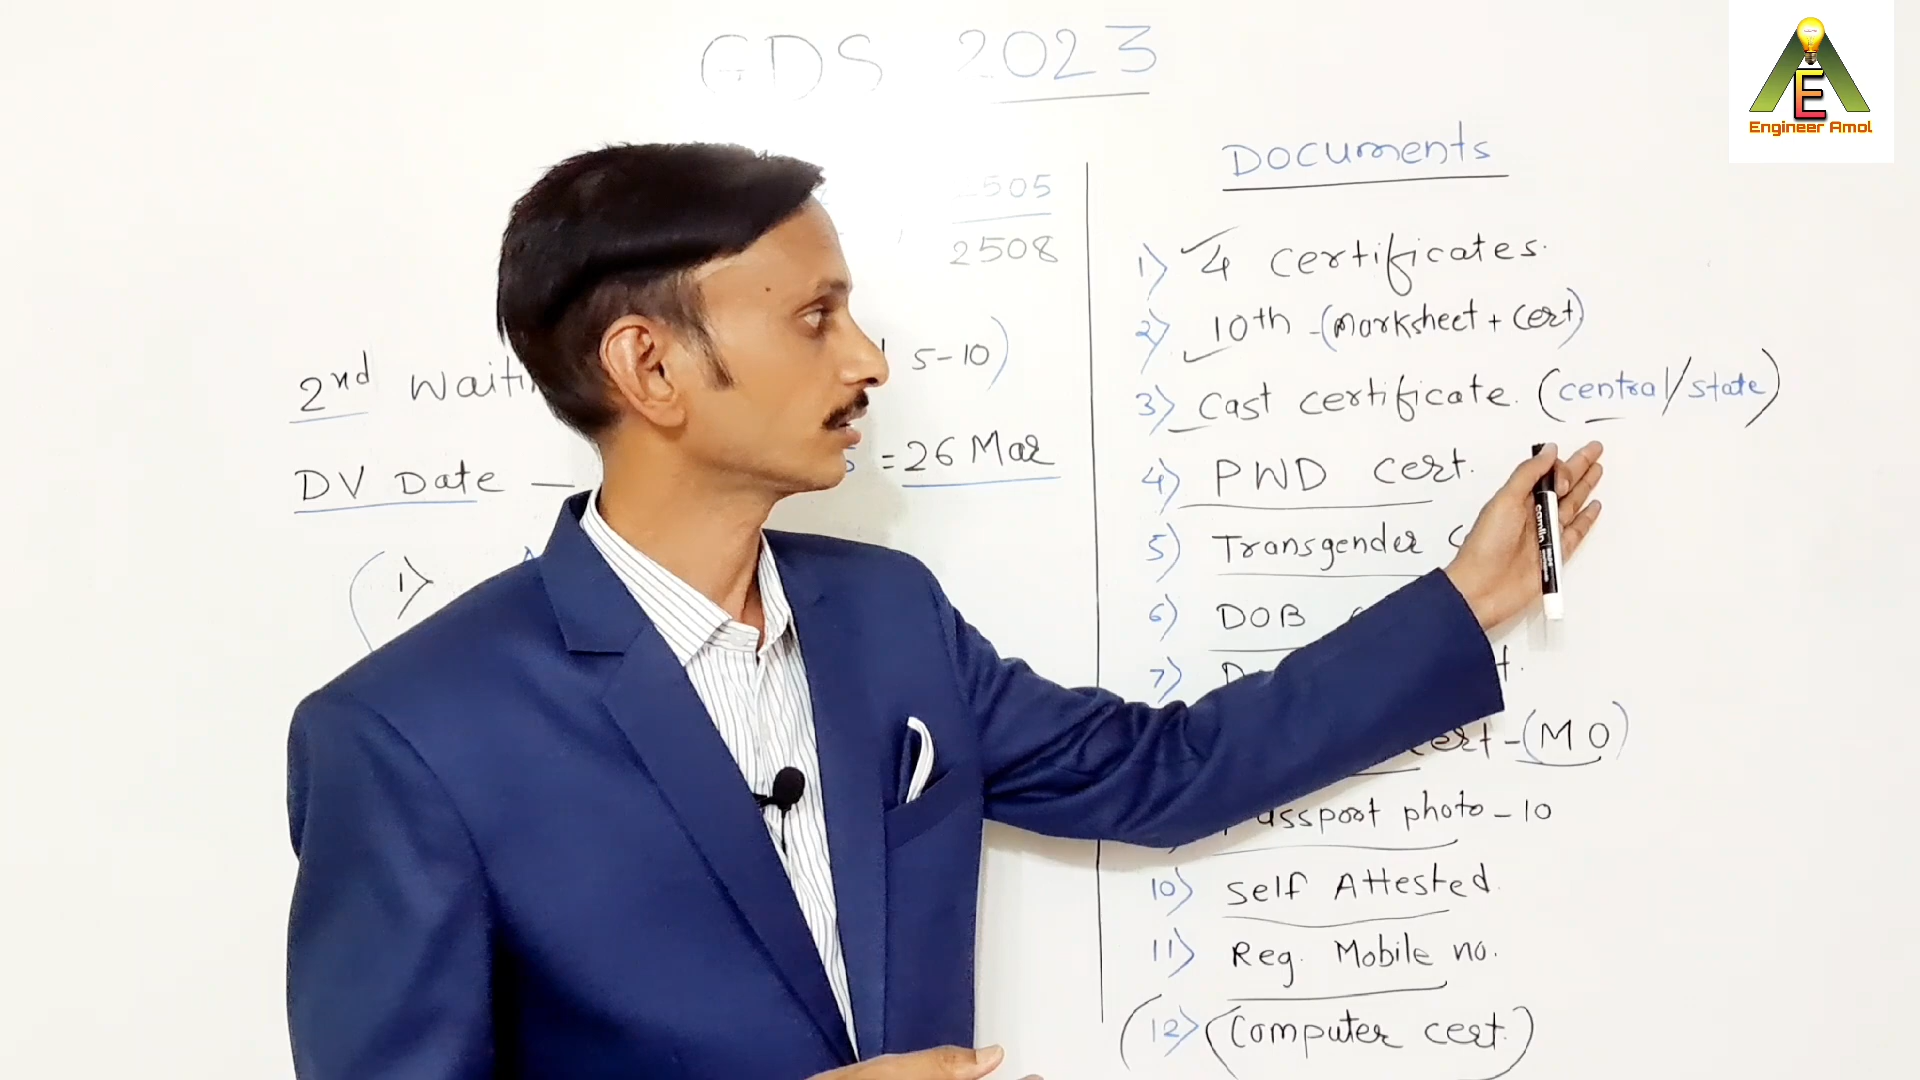 GDS 2023
E
Engineer Amol
505
2508
5-10)
2nd
DV Date — = 26 Mar
1)
Documents
1) 4 certificates.
2) 10th - (Marksheet + Cert)
3) Cast certificate. (central/state)
4) PWD cert.
5) Transgender
6) DOB
7)
cert - (MO)
Passport photo - 10
10) Self Attested
11) Reg. Mobile no.
(12) (Computer cert.)
camlin